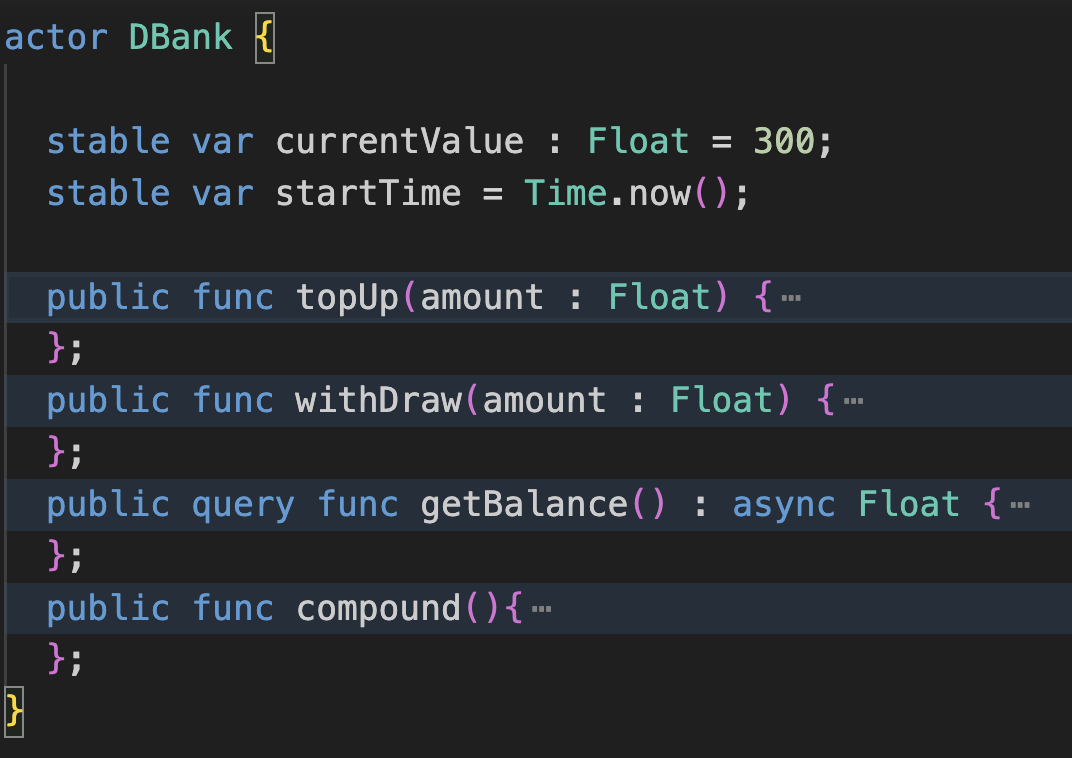 actor DBank {
stable var currentValue : Float = 300;
stable var startTime = Time.now();
public func topUp(amount : Float) {⋯
};
public func withDraw(amount : Float) {⋯
};
public query func getBalance() : async Float {⋯
};
public func compound(){⋯
};
}